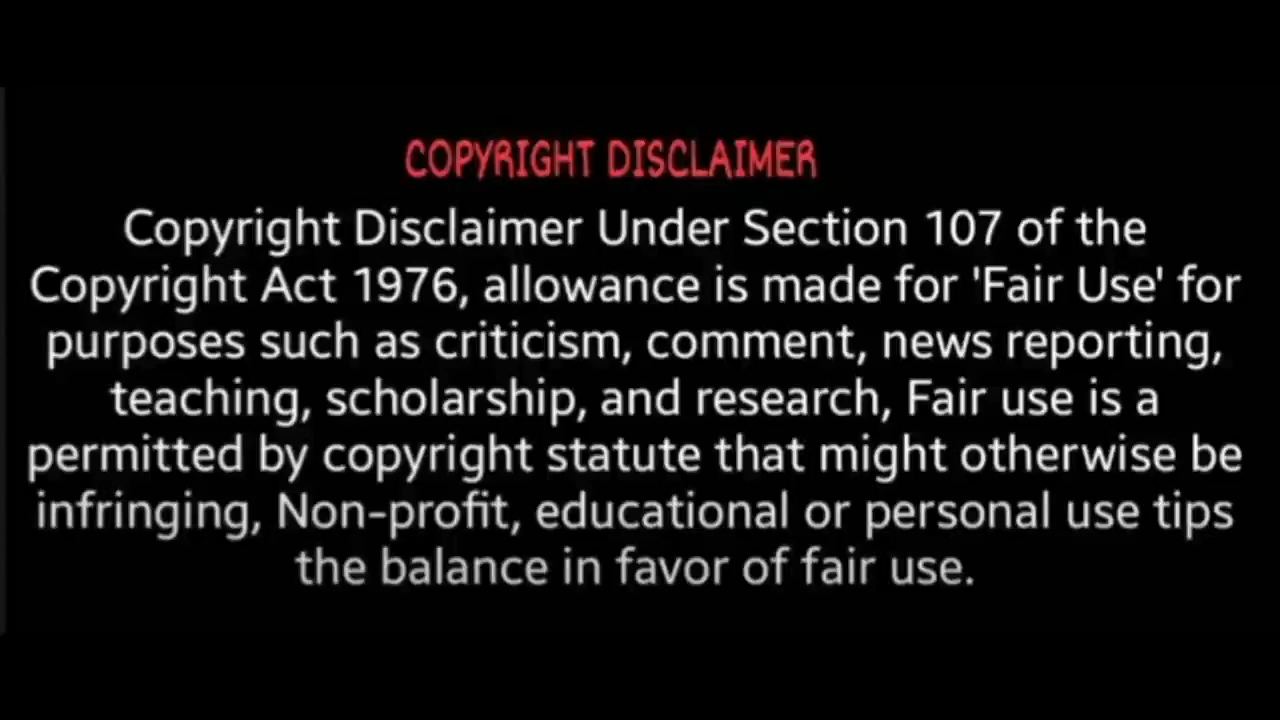 COPYRIGHT DISCLAIMER
Copyright Disclaimer Under Section 107 of the
Copyright Act 1976, allowance is made for 'Fair Use' for
purposes such as criticism, comment, news reporting,
teaching, scholarship, and research, Fair use is a
permitted by copyright statute that might otherwise be
infringing, Non-profit, educational or personal use tips
the balance in favor of fair use.